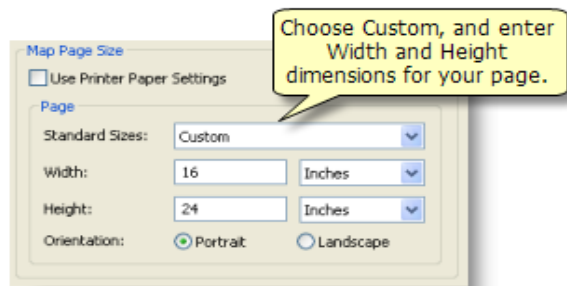 Choose Custom, and enter
Width and Height
dimensions for your page.
Map Page Size
Use Printer Paper Settings
Page
Standard Sizes: Custom
Width: 16 Inches
Height: 24 Inches
Orientation: Portrait Landscape